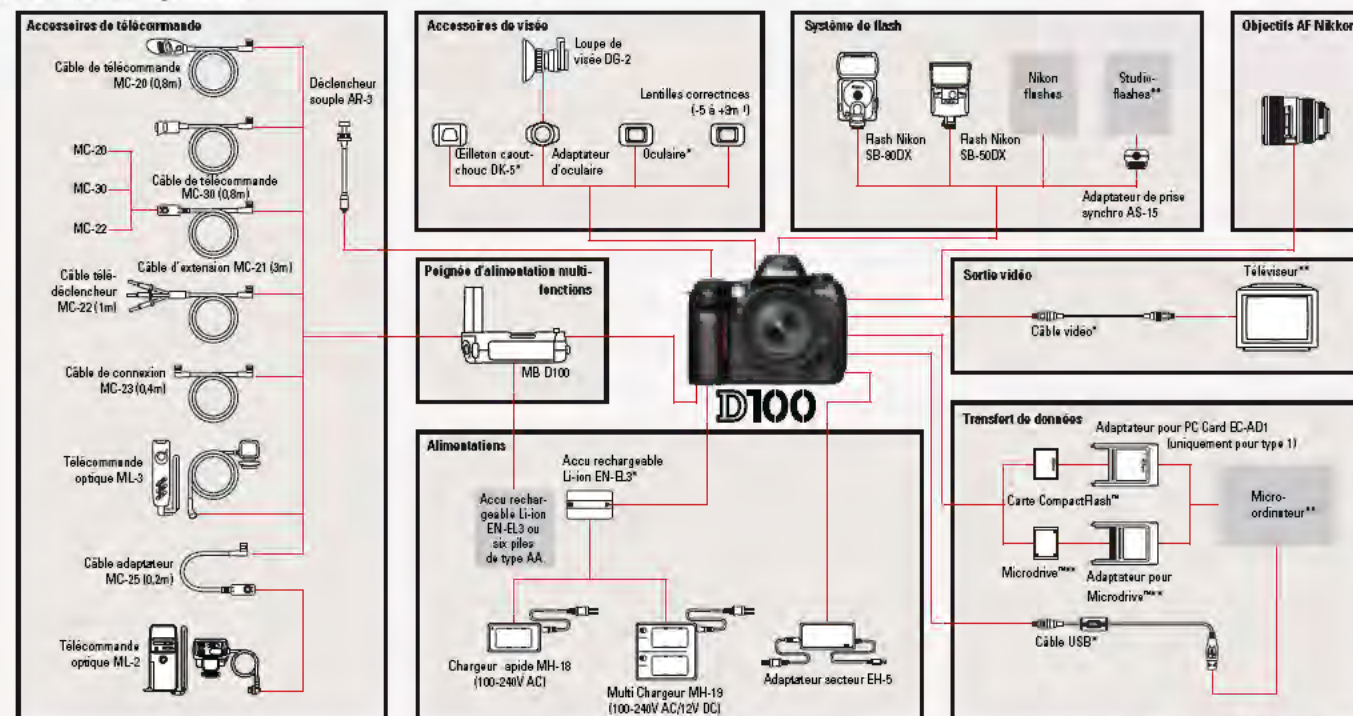 Accessoires de télécommande
Câble de télécommande
MC-20 (0,8m)
MC-20
MC-30
MC-22
Câble de télécommande
MC-30 (0,8m)
Câble d'extension MC-21 (3m)
Câble télé-
déclencheur
MC-22 (1m)
Câble de connexion
MC-23 (0,4m)
Télécommande
optique ML-3
Câble adaptateur
MC-25 (0,2m)
Télécommande
optique ML-2
Déclencheur
souple AR-3
Accessoires de visée
Loupe de
visée DG-2
Lentilles correctrices
Œilleton caout-
chouc DK-5*
Adaptateur
d'oculaire
Oculaire*
Système de flash
Flash Nikon
SB-80DX
Flash Nikon
SB-50DX
Nikon
flashes
Studio-
flashes**
Adaptateur de prise
synchro AS-15
Objectifs AF Nikkor
Poignée d'alimentation multi-
fonctions
MB D100
D100
Sortie vidéo
Téléviseur**
Câble vidéo*
Alimentations
Accu rechar-
geable Li-ion
EN-EL3 ou
six piles
de type AA.
Accu rechargeable
Li-ion EN-EL3*
Chargeur rapide MH-18
(100-240V AC)
Multi Chargeur MH-19
(100-240V AC/12V DC)
Adaptateur secteur EH-5
Transfert de données
Adaptateur pour PC Card EC-AD1
(uniquement pour type 1)
Carte CompactFlash™
Microdrive™**
Adaptateur pour
Microdrive™**
Micro-
ordinateur**
Câble USB*